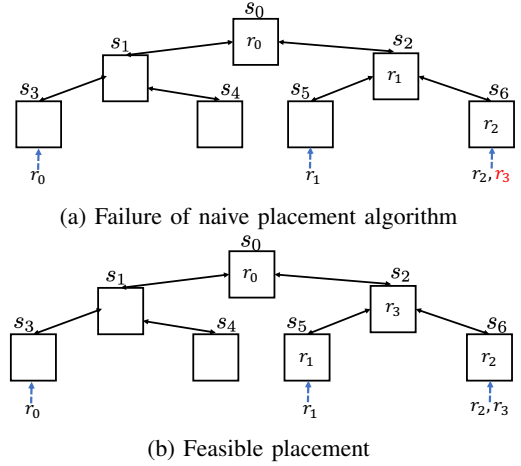 s₀
s₁ r₀ s₂
s₃ s₄ s₅ r₁ s₆
r₂
r₀ r₁ r₂, r₃
(a) Failure of naive placement algorithm
s₀
s₁ r₀ s₂
s₃ s₄ s₅ r₃ s₆
r₁ r₂
r₀ r₁ r₂, r₃
(b) Feasible placement